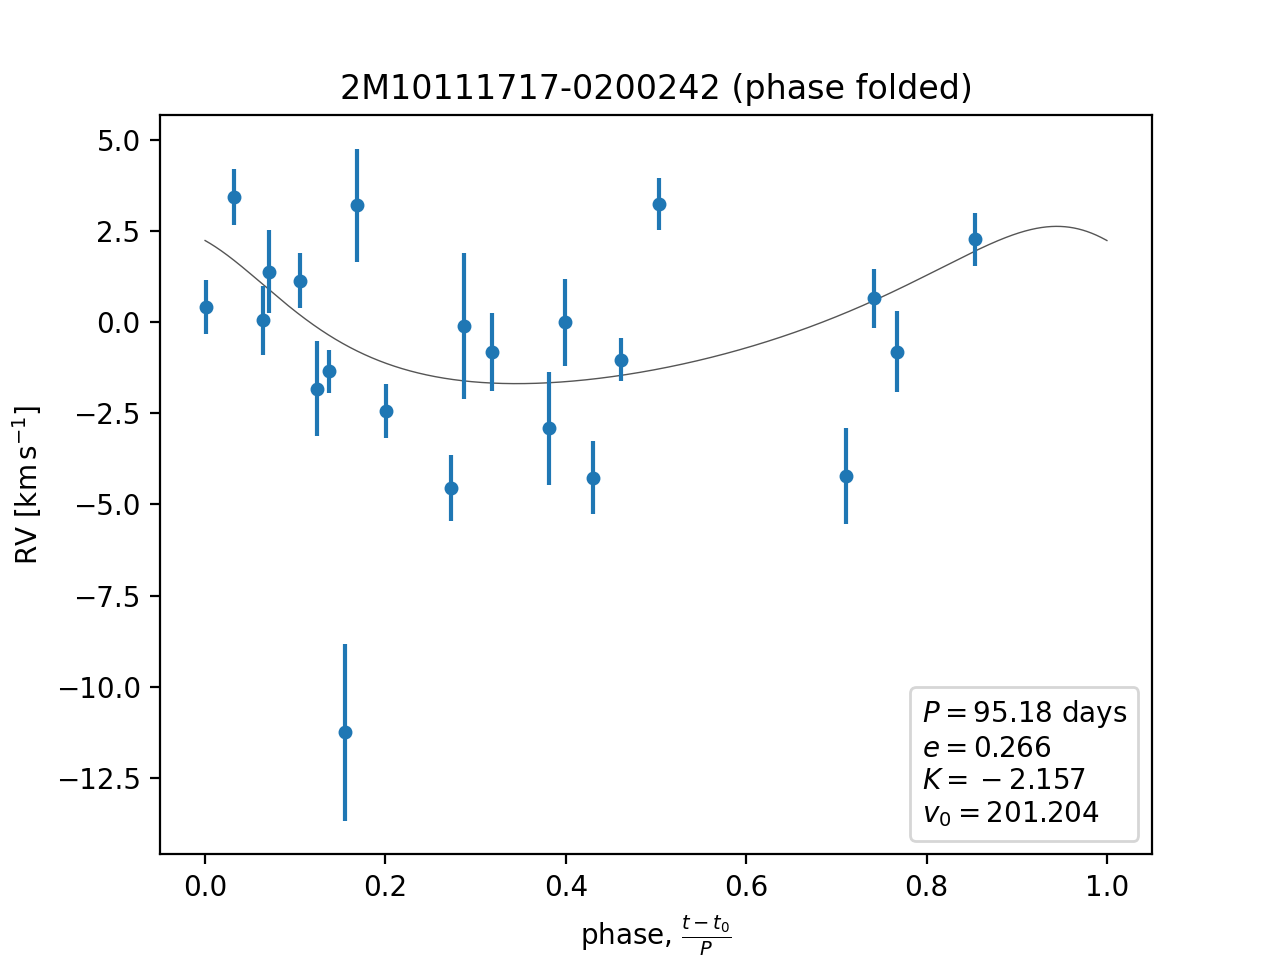 2M10111717-0200242 (phase folded)
5.0
2.5
0.0
−2.5
−5.0
−7.5
−10.0
−12.5
RV [km s⁻¹]
P = 95.18 days
e = 0.266
K = −2.157
v₀ = 201.204
0.0 0.2 0.4 0.6 0.8 1.0
phase, (t − t₀)/P